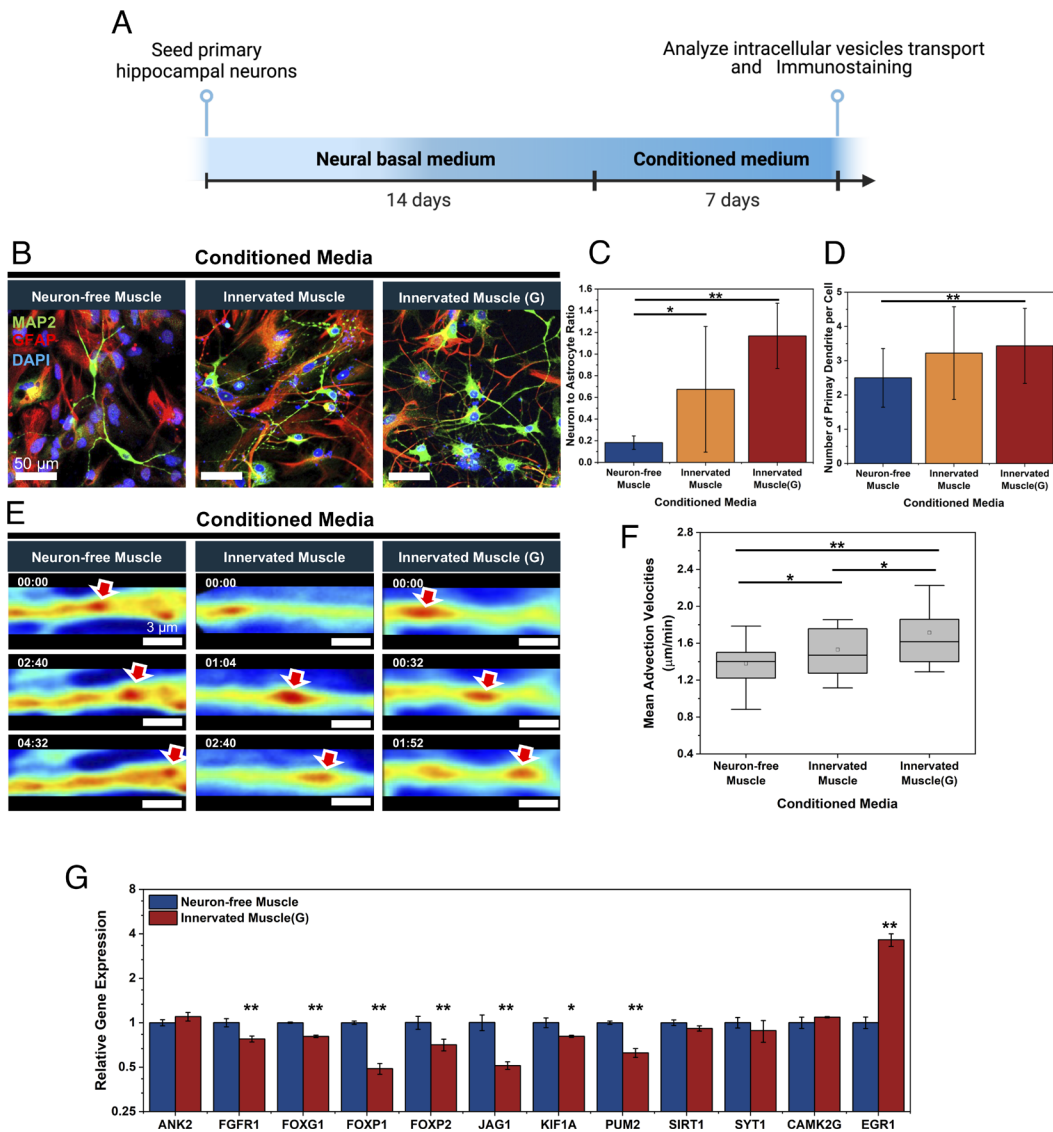 A
Seed primary
hippocampal neurons
Analyze intracellular vesicles transport
and Immunostaining
Neural basal medium
Conditioned medium
14 days
7 days
B
Conditioned Media
Neuron-free Muscle
Innervated Muscle
Innervated Muscle (G)
MAP2
GFAP
DAPI
50 μm
C
Neuron to Astrocyte Ratio
2.0
1.8
1.6
1.4
1.2
1.0
0.8
0.6
0.4
0.2
0.0
**
*
Neuron-free
Muscle
Innervated
Muscle
Innervated
Muscle(G)
Conditioned Media
D
Number of Primay Dendrite per Cell
6
5
4
3
2
1
0
**
Neuron-free
Muscle
Innervated
Muscle
Innervated
Muscle(G)
Conditioned Media
E
Conditioned Media
Neuron-free Muscle
Innervated Muscle
Innervated Muscle (G)
00:00
3 μm
00:00
00:00
02:40
01:04
00:32
04:32
02:40
01:52
F
Mean Advection Velocities
(μm/min)
2.8
2.4
2.0
1.6
1.2
0.8
0.4
**
*
*
Neuron-free
Muscle
Innervated
Muscle
Innervated
Muscle(G)
Conditioned Media
G
Relative Gene Expression
8
4
2
1
0.5
0.25
Neuron-free Muscle
Innervated Muscle(G)
** ** ** ** ** * ** **
ANK2 FGFR1 FOXG1 FOXP1 FOXP2 JAG1 KIF1A PUM2 SIRT1 SYT1 CAMK2G EGR1